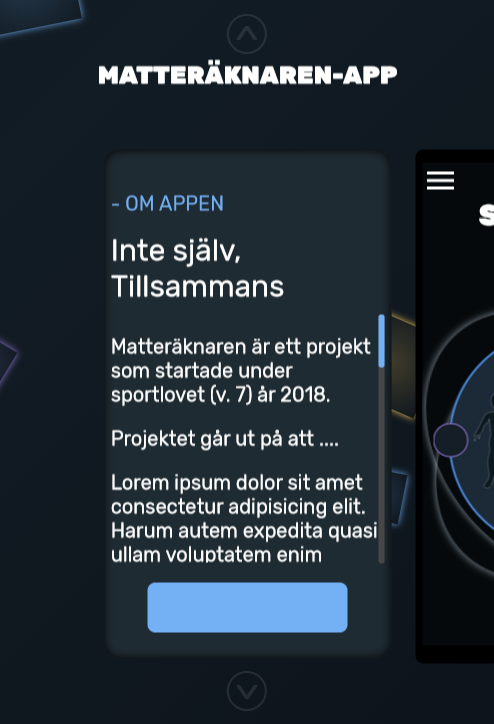 MATTERÄKNAREN-APP
- OM APPEN
Inte själv,
Tillsammans
Matteräknaren är ett projekt
som startade under
sportlovet (v. 7) år 2018.
Projektet går ut på att ....
Lorem ipsum dolor sit amet
consectetur adipisicing elit.
Harum autem expedita quasi
ullam voluptatem enim